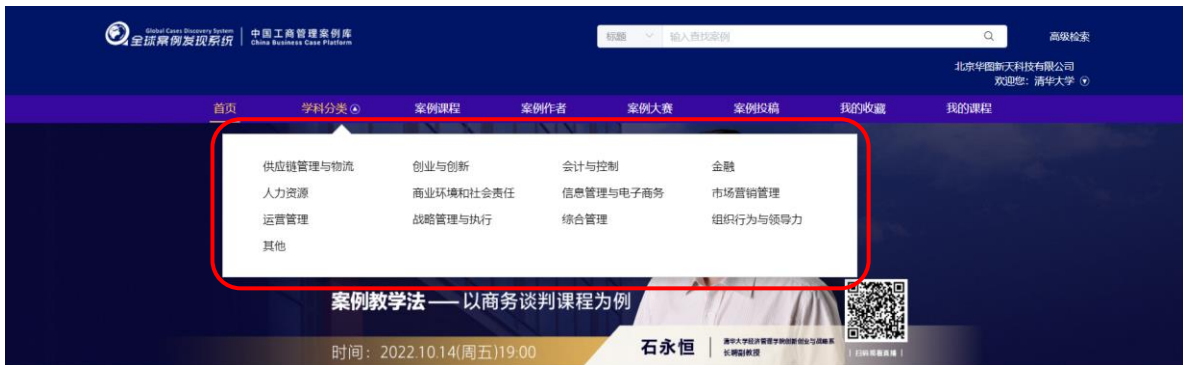 Global Cases Discovery System
全球案例发现系统
中国工商管理案例库
China Business Case Platform
标题 输入查找案例
高级检索
北京华图新天科技有限公司
欢迎您：清华大学
首页 学科分类 案例课程 案例作者 案例大赛 案例投稿 我的收藏 我的课程
供应链管理与物流 创业与创新 会计与控制 金融
人力资源 商业环境和社会责任 信息管理与电子商务 市场营销管理
运营管理 战略管理与执行 综合管理 组织行为与领导力
其他
案例教学法——以商务谈判课程为例
时间：2022.10.14(周五)19:00
石永恒
清华大学经济管理学院创新创业与战略系
长聘副教授
扫码观看直播